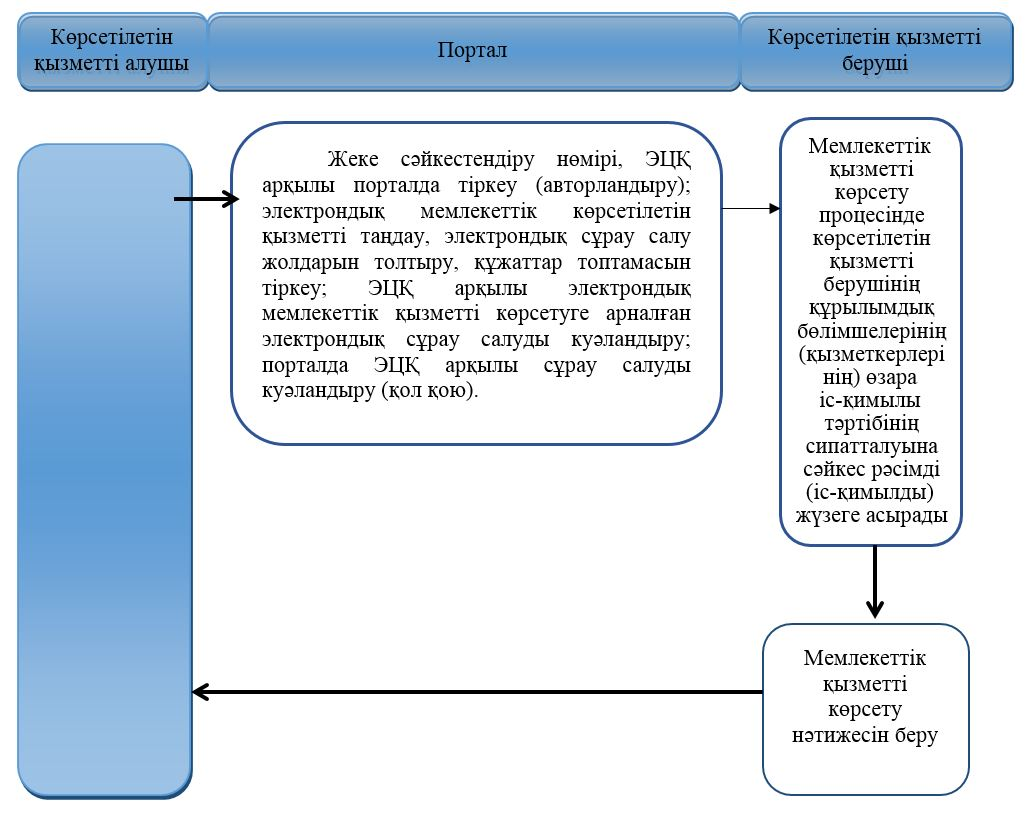 Көрсетілетін
қызметті алушы
Портал
Көрсетілетін қызметті
беруші
Жеке сәйкестендіру нөмірі, ЭЦҚ
арқылы порталда тіркеу (авторландыру);
электрондық мемлекеттік көрсетілетін
қызметті таңдау, электрондық сұрау салу
жолдарын толтыру, құжаттар топтамасын
тіркеу; ЭЦҚ арқылы электрондық
мемлекеттік қызметті көрсетуге арналған
электрондық сұрау салуды куәландыру;
порталда ЭЦҚ арқылы сұрау салуды
куәландыру (қол қою).
Мемлекеттік
қызметті
көрсету
процесінде
көрсетілетін
қызметті
берушінің
құрылымдық
бөлімшелерінің
(қызметкерлері
нің) өзара
іс-қимылы
тәртібінің
сипатталуына
сәйкес рәсімді
(іс-қимылды)
жүзеге асырады
Мемлекеттік
қызметті
көрсету
нәтижесін беру